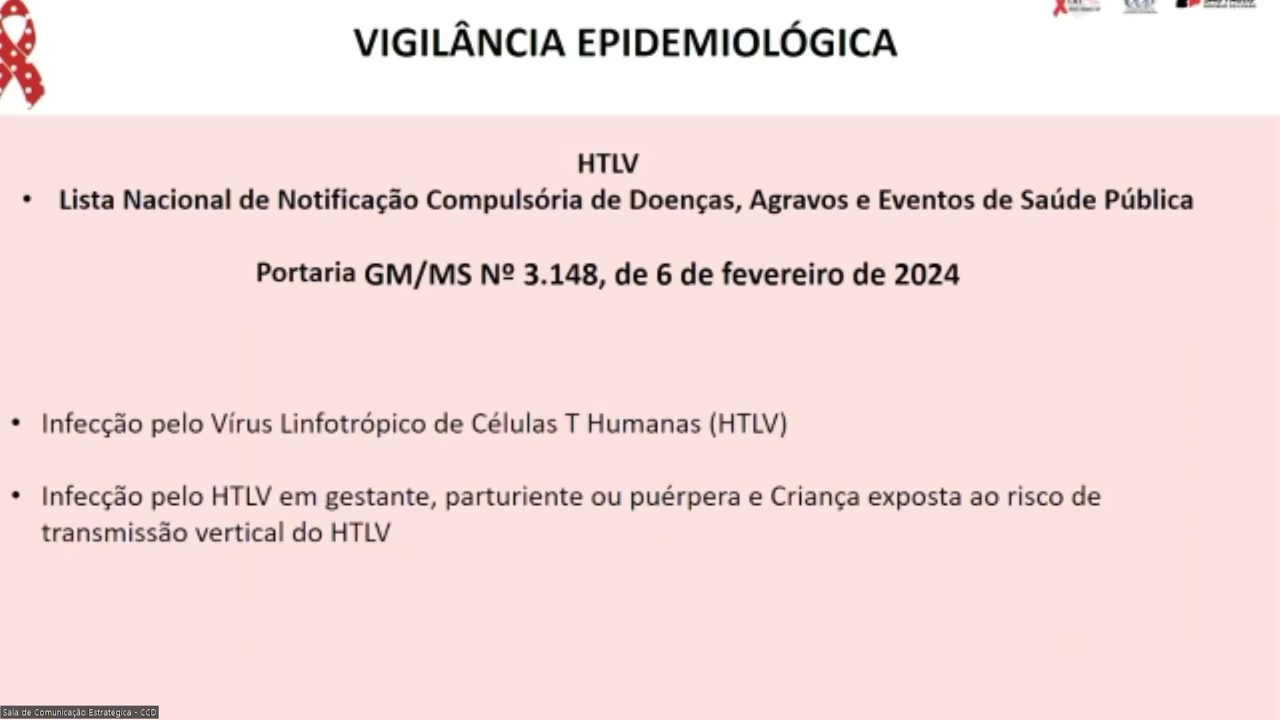 VIGILÂNCIA EPIDEMIOLÓGICA
HTLV
• Lista Nacional de Notificação Compulsória de Doenças, Agravos e Eventos de Saúde Pública
Portaria GM/MS Nº 3.148, de 6 de fevereiro de 2024
• Infecção pelo Vírus Linfotrópico de Células T Humanas (HTLV)
• Infecção pelo HTLV em gestante, parturiente ou puérpera e Criança exposta ao risco de
transmissão vertical do HTLV
Sala de Comunicação Estratégica - CCD